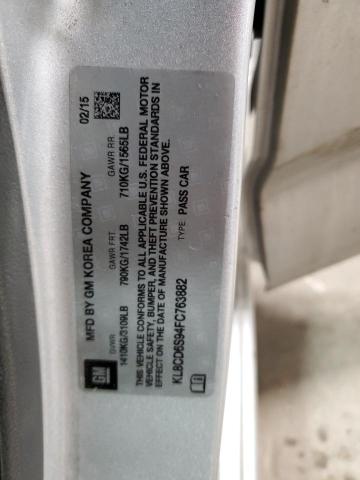 GM
MFD BY GM KOREA COMPANY 02/15
GVWR GAWR FRT. GAWR RR.
1410KG/3109LB 790KG/1742LB 710KG/1565LB
THIS VEHICLE CONFORMS TO ALL APPLICABLE U.S. FEDERAL MOTOR
VEHICLE SAFETY, BUMPER, AND THEFT PREVENTION STANDARDS IN
EFFECT ON THE DATE OF MANUFACTURE SHOWN ABOVE.
KL8CD6S94FC763882 TYPE: PASS CAR